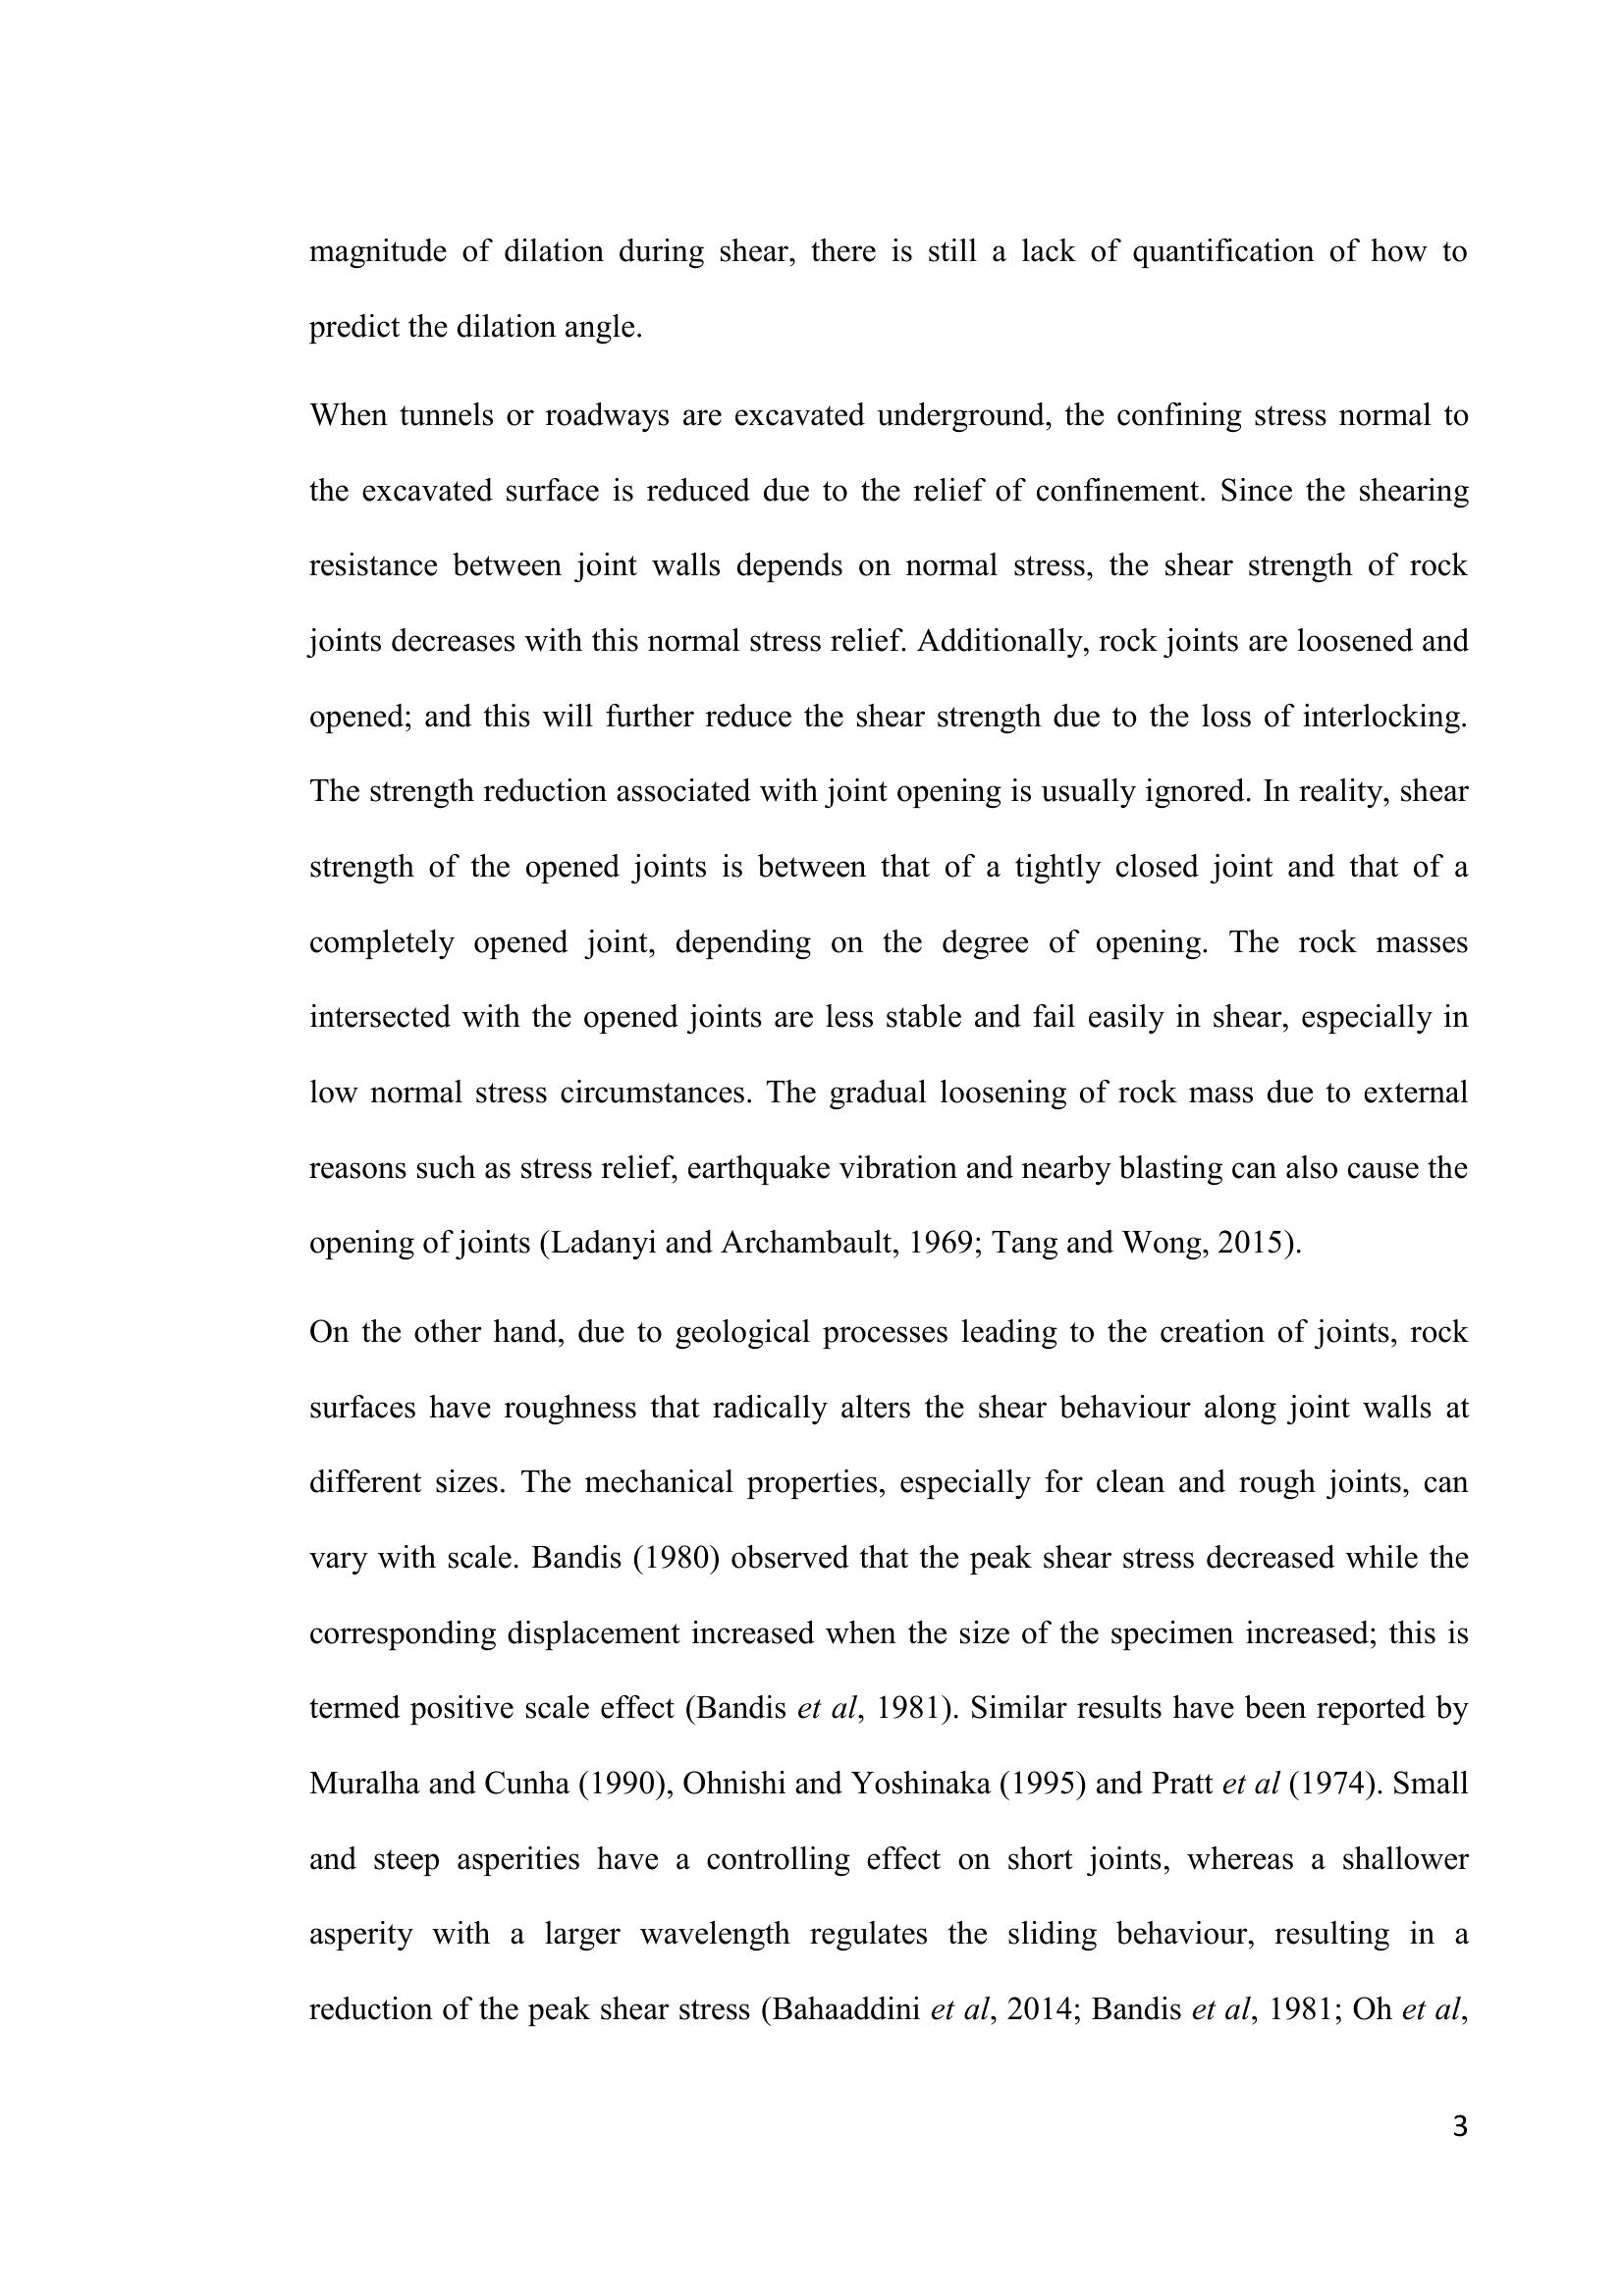 magnitude of dilation during shear, there is still a lack of quantification of how to
predict the dilation angle.
When tunnels or roadways are excavated underground, the confining stress normal to
the excavated surface is reduced due to the relief of confinement. Since the shearing
resistance between joint walls depends on normal stress, the shear strength of rock
joints decreases with this normal stress relief. Additionally, rock joints are loosened and
opened; and this will further reduce the shear strength due to the loss of interlocking.
The strength reduction associated with joint opening is usually ignored. In reality, shear
strength of the opened joints is between that of a tightly closed joint and that of a
completely opened joint, depending on the degree of opening. The rock masses
intersected with the opened joints are less stable and fail easily in shear, especially in
low normal stress circumstances. The gradual loosening of rock mass due to external
reasons such as stress relief, earthquake vibration and nearby blasting can also cause the
opening of joints (Ladanyi and Archambault, 1969; Tang and Wong, 2015).
On the other hand, due to geological processes leading to the creation of joints, rock
surfaces have roughness that radically alters the shear behaviour along joint walls at
different sizes. The mechanical properties, especially for clean and rough joints, can
vary with scale. Bandis (1980) observed that the peak shear stress decreased while the
corresponding displacement increased when the size of the specimen increased; this is
termed positive scale effect (Bandis et al, 1981). Similar results have been reported by
Muralha and Cunha (1990), Ohnishi and Yoshinaka (1995) and Pratt et al (1974). Small
and steep asperities have a controlling effect on short joints, whereas a shallower
asperity with a larger wavelength regulates the sliding behaviour, resulting in a
reduction of the peak shear stress (Bahaaddini et al, 2014; Bandis et al, 1981; Oh et al,
3